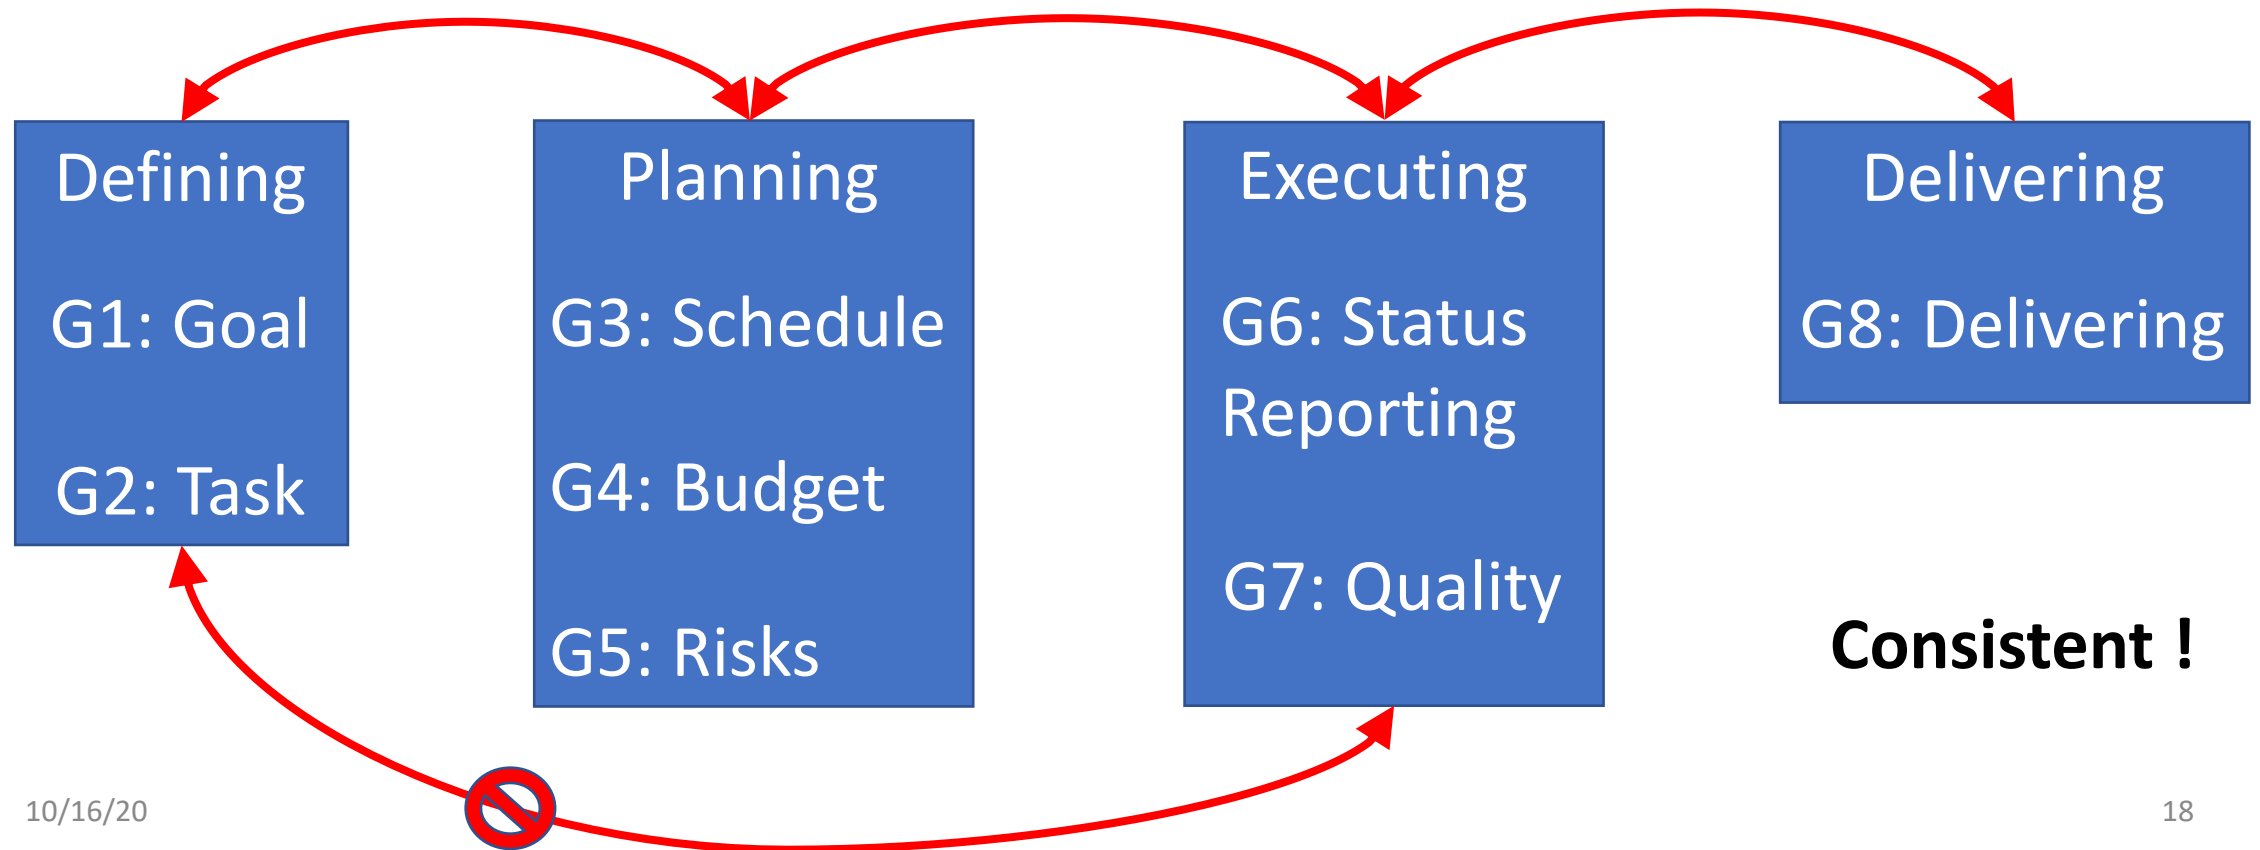 Defining
G1: Goal
G2: Task
Planning
G3: Schedule
G4: Budget
G5: Risks
Executing
G6: Status
Reporting
G7: Quality
Delivering
G8: Delivering
Consistent !
10/16/20
18